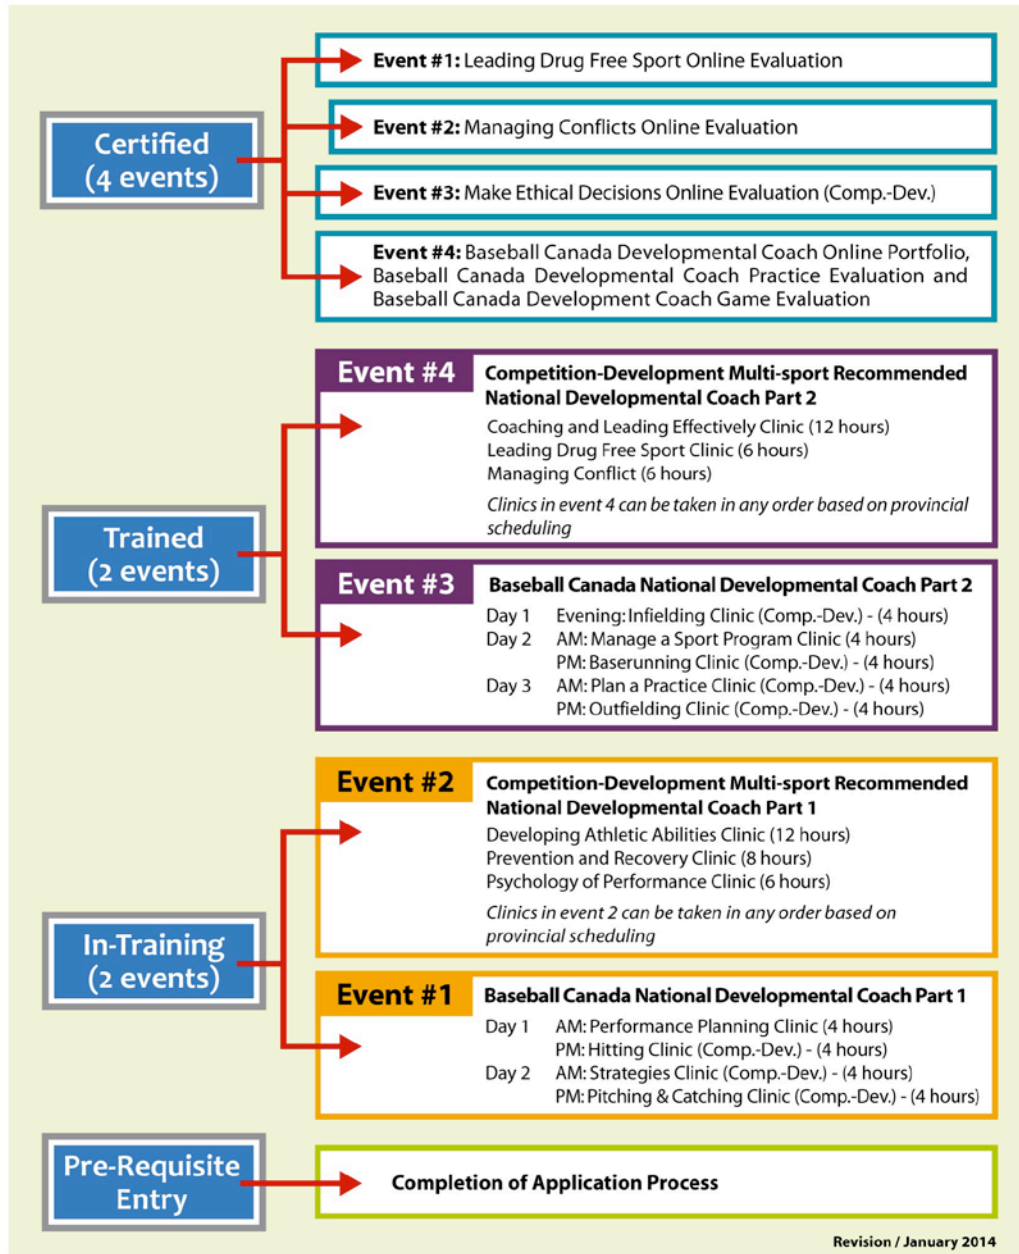 Certified
(4 events)
Event #1: Leading Drug Free Sport Online Evaluation
Event #2: Managing Conflicts Online Evaluation
Event #3: Make Ethical Decisions Online Evaluation (Comp.-Dev.)
Event #4: Baseball Canada Developmental Coach Online Portfolio,
Baseball Canada Developmental Coach Practice Evaluation and
Baseball Canada Development Coach Game Evaluation
Trained
(2 events)
Event #4
Competition-Development Multi-sport Recommended
National Developmental Coach Part 2
Coaching and Leading Effectively Clinic (12 hours)
Leading Drug Free Sport Clinic (6 hours)
Managing Conflict (6 hours)
Clinics in event 4 can be taken in any order based on provincial
scheduling
Event #3
Baseball Canada National Developmental Coach Part 2
Day 1 Evening: Infielding Clinic (Comp.-Dev.) - (4 hours)
Day 2 AM: Manage a Sport Program Clinic (4 hours)
PM: Baserunning Clinic (Comp.-Dev.) - (4 hours)
Day 3 AM: Plan a Practice Clinic (Comp.-Dev.) - (4 hours)
PM: Outfielding Clinic (Comp.-Dev.) - (4 hours)
In-Training
(2 events)
Event #2
Competition-Development Multi-sport Recommended
National Developmental Coach Part 1
Developing Athletic Abilities Clinic (12 hours)
Prevention and Recovery Clinic (8 hours)
Psychology of Performance Clinic (6 hours)
Clinics in event 2 can be taken in any order based on
provincial scheduling
Event #1
Baseball Canada National Developmental Coach Part 1
Day 1 AM: Performance Planning Clinic (4 hours)
PM: Hitting Clinic (Comp.-Dev.) - (4 hours)
Day 2 AM: Strategies Clinic (Comp.-Dev.) - (4 hours)
PM: Pitching & Catching Clinic (Comp.-Dev.) - (4 hours)
Pre-Requisite
Entry
Completion of Application Process
Revision / January 2014